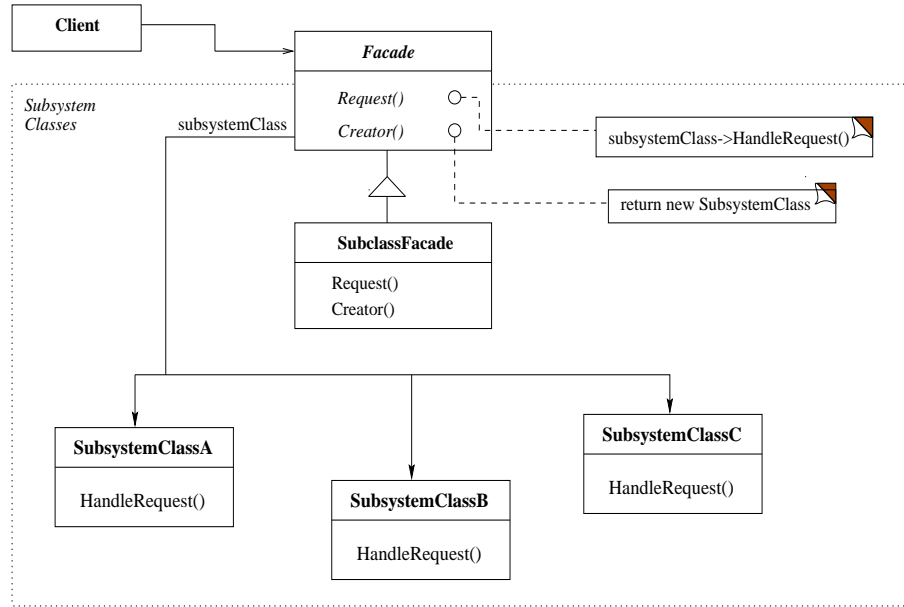 Client
Facade
Subsystem
Classes
Request()
subsystemClass
Creator()
subsystemClass->HandleRequest()
return new SubsystemClass
SubclassFacade
Request()
Creator()
SubsystemClassA
HandleRequest()
SubsystemClassB
HandleRequest()
SubsystemClassC
HandleRequest()